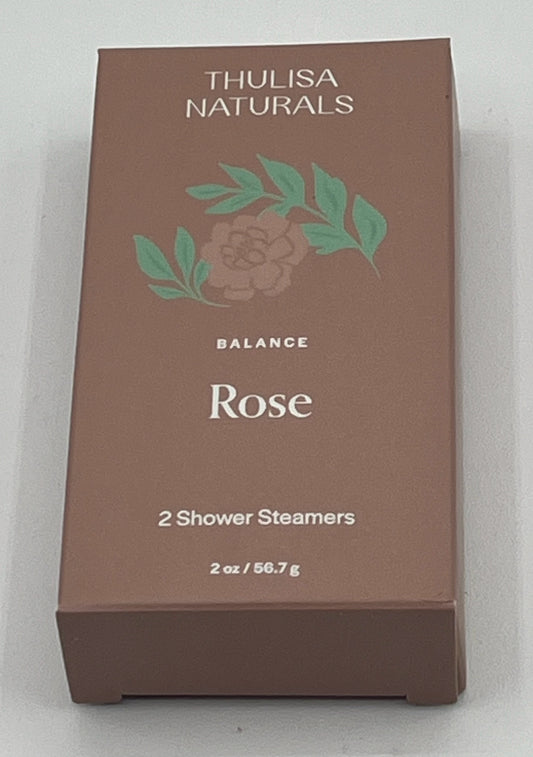 THULISA
NATURALS
BALANCE
Rose
2 Shower Steamers
2 oz / 56.7 g